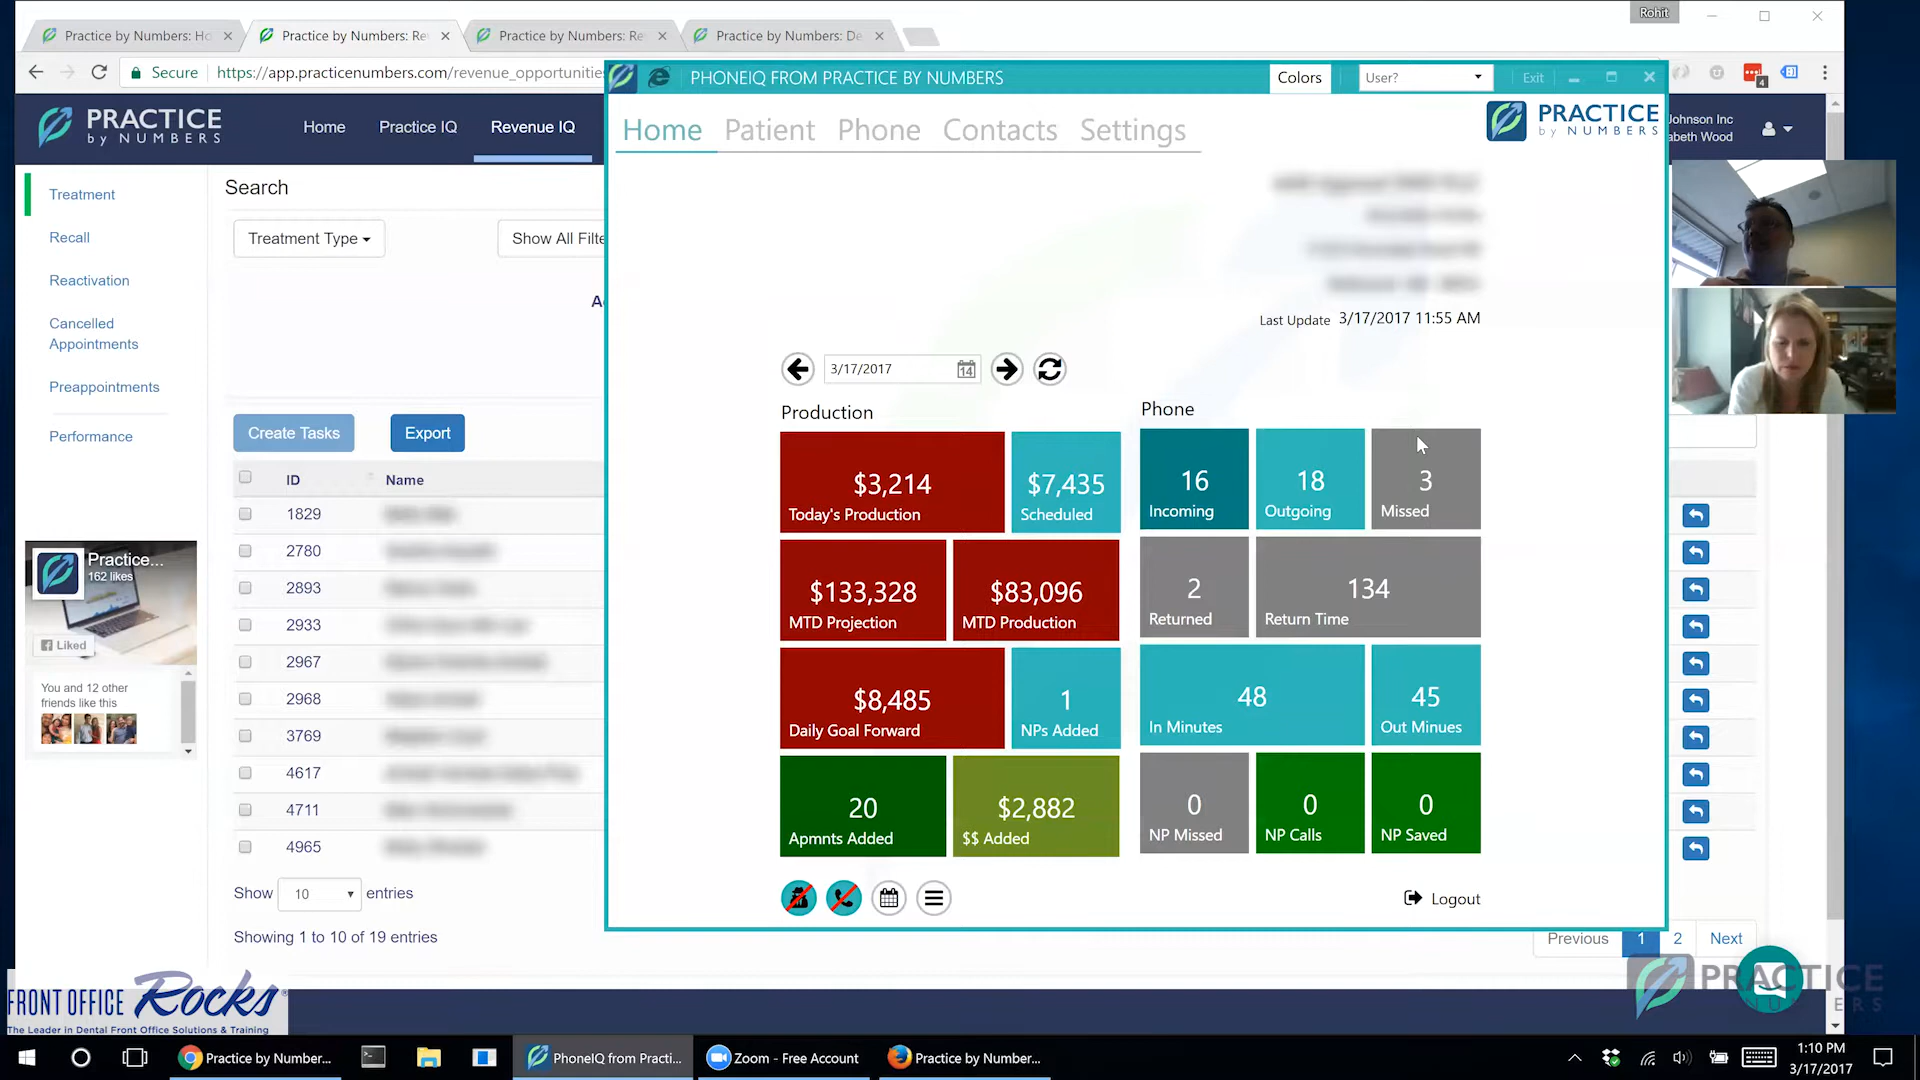 Rohit
Practice by Numbers: Ho
Practice by Numbers: Re
Practice by Numbers: Re
Practice by Numbers: De
Secure
https://app.practicenumbers.com/revenue_opportunitie
PHONEIQ FROM PRACTICE BY NUMBERS
Colors
User?
Exit
4
PRACTICE
by NUMBERS
Home
Practice IQ
Revenue IQ
Home
Patient
Phone
Contacts
Settings
PRACTICE
by NUMBERS
Johnson Inc
abeth Wood
Treatment
Recall
Reactivation
Cancelled
Appointments
Preappointments
Performance
Search
Treatment Type
Show All Filte
Ag
Create Tasks
Export
ID
Name
1829
2780
2893
2933
2967
2968
3769
4617
4711
4965
Show 10 entries
Showing 1 to 10 of 19 entries
Practice...
162 likes
Liked
You and 12 other
friends like this
Last Update 3/17/2017 11:55 AM
3/17/2017
14
Production
$3,214
Today's Production
$7,435
Scheduled
$133,328
MTD Projection
$83,096
MTD Production
$8,485
Daily Goal Forward
1
NPs Added
20
Apmnts Added
$2,882
$$ Added
Phone
16
Incoming
18
Outgoing
3
Missed
2
Returned
134
Return Time
48
In Minutes
45
Out Minues
0
NP Missed
0
NP Calls
0
NP Saved
Logout
Previous
1
2
Next
FRONT OFFICE Rocks
The Leader in Dental Front Office Solutions & Training
PRACTICE
NUMBERS
Practice by Number...
PhoneIQ from Practi...
Zoom - Free Account
Practice by Number...
1:10 PM
3/17/2017